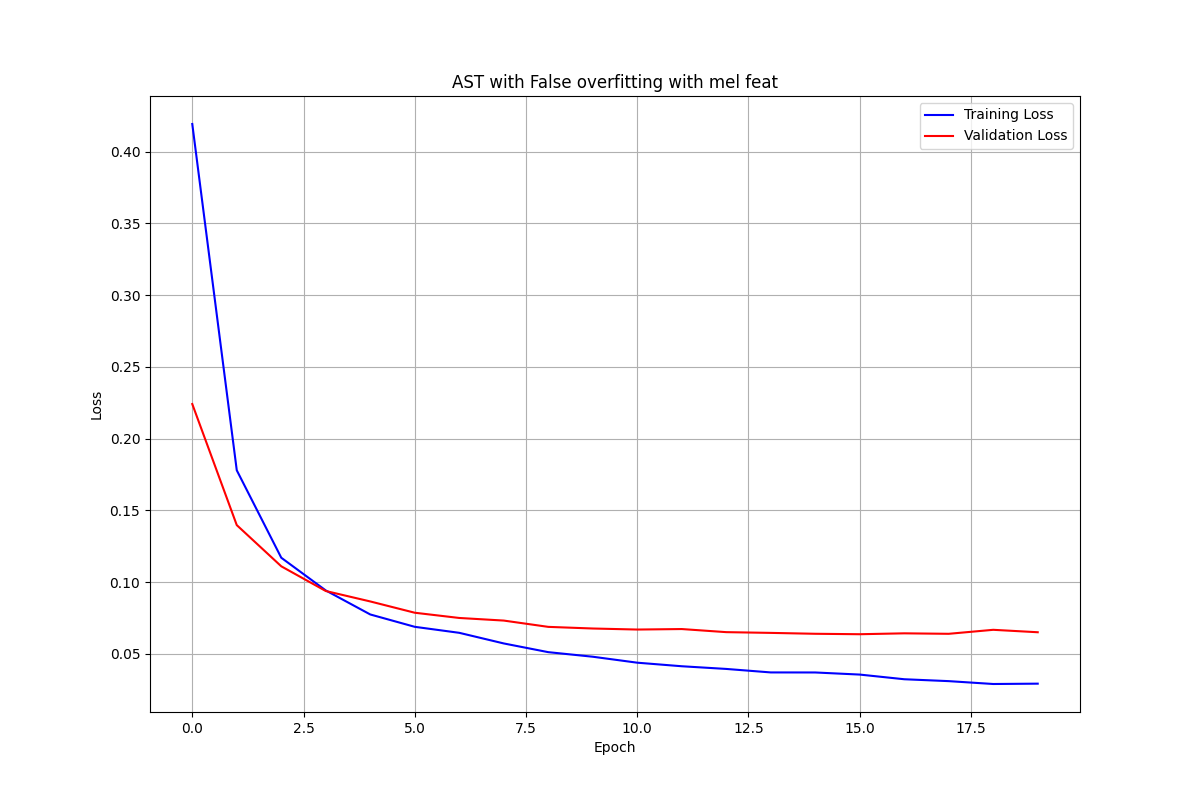 AST with False overfitting with mel feat
Training Loss
Validation Loss
0.40
0.35
0.30
0.25
0.20
0.15
0.10
0.05
Loss
0.0 2.5 5.0 7.5 10.0 12.5 15.0 17.5
Epoch